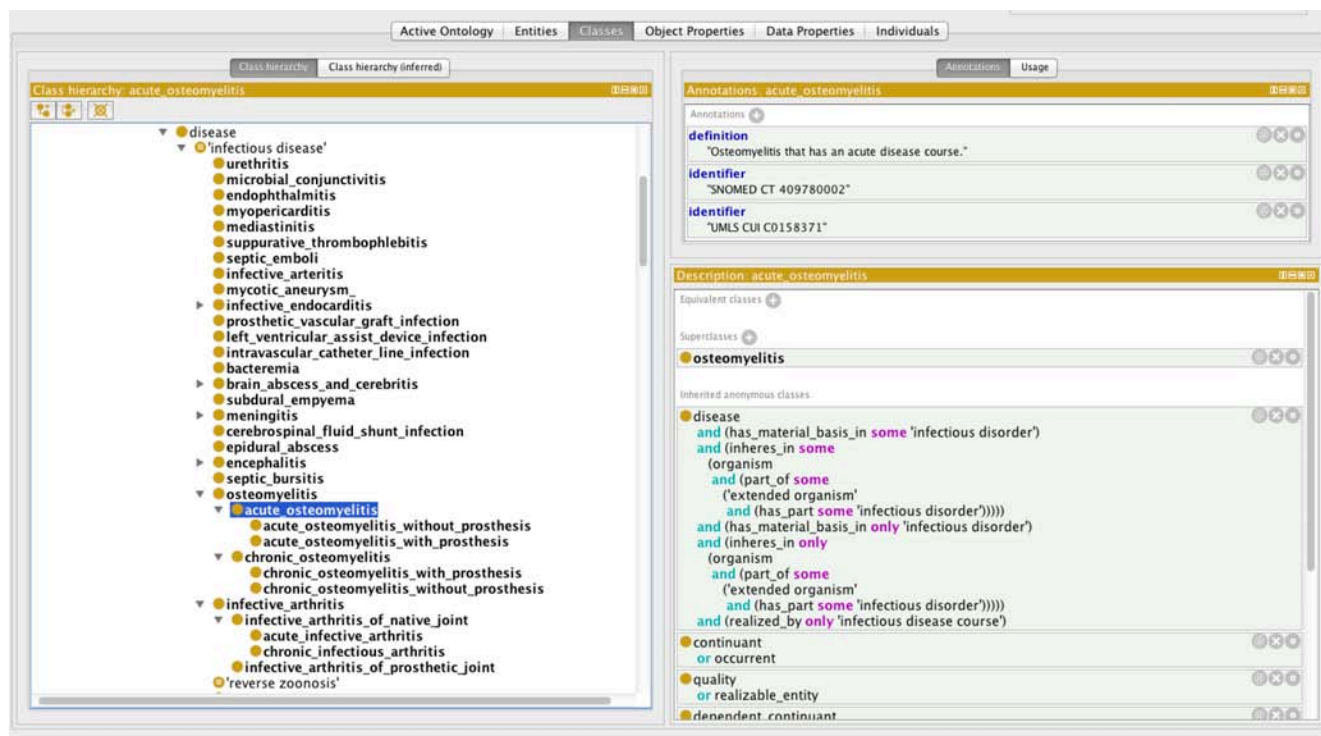 Active Ontology Entities Classes Object Properties Data Properties Individuals
Class hierarchy Class hierarchy (inferred)
Class hierarchy: acute_osteomyelitis
disease
'infectious disease'
urethritis
microbial_conjunctivitis
endophthalmitis
myopericarditis
mediastinitis
suppurative_thrombophlebitis
septic_emboli
infective_arteritis
mycotic_aneurysm_
infective_endocarditis
prosthetic_vascular_graft_infection
left_ventricular_assist_device_infection
intravascular_catheter_line_infection
bacteremia
brain_abscess_and_cerebritis
subdural_empyema
meningitis
cerebrospinal_fluid_shunt_infection
epidural_abscess
encephalitis
septic_bursitis
osteomyelitis
acute_osteomyelitis
acute_osteomyelitis_without_prosthesis
acute_osteomyelitis_with_prosthesis
chronic_osteomyelitis
chronic_osteomyelitis_with_prosthesis
chronic_osteomyelitis_without_prosthesis
infective_arthritis
infective_arthritis_of_native_joint
acute_infective_arthritis
chronic_infectious_arthritis
infective_arthritis_of_prosthetic_joint
'reverse zoonosis'
Annotations Usage
Annotations: acute_osteomyelitis
Annotations
definition
"Osteomyelitis that has an acute disease course."
identifier
"SNOMED CT 409780002"
identifier
"UMLS CUI C0158371"
Description: acute_osteomyelitis
Equivalent classes
Superclasses
osteomyelitis
Inherited anonymous classes
disease
and (has_material_basis_in some 'infectious disorder')
and (inheres_in some
(organism
and (part_of some
('extended organism'
and (has_part some 'infectious disorder')))))
and (has_material_basis_in only 'infectious disorder')
and (inheres_in only
(organism
and (part_of some
('extended organism'
and (has_part some 'infectious disorder')))))
and (realized_by only 'infectious disease course')
continuant
or occurrent
quality
or realizable_entity
dependent_continuant